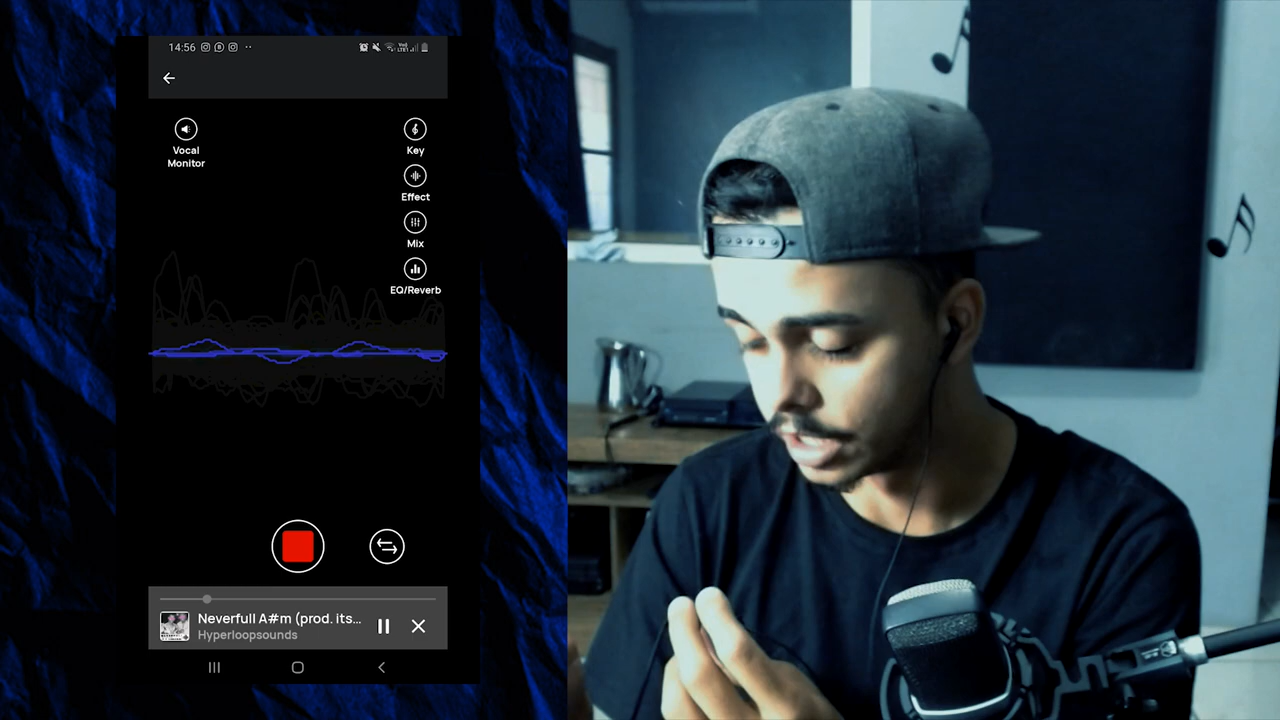 14:56
Vocal
Monitor
Key
Effect
Mix
EQ/Reverb
Neverfull A#m (prod. its...
Hyperloopsounds